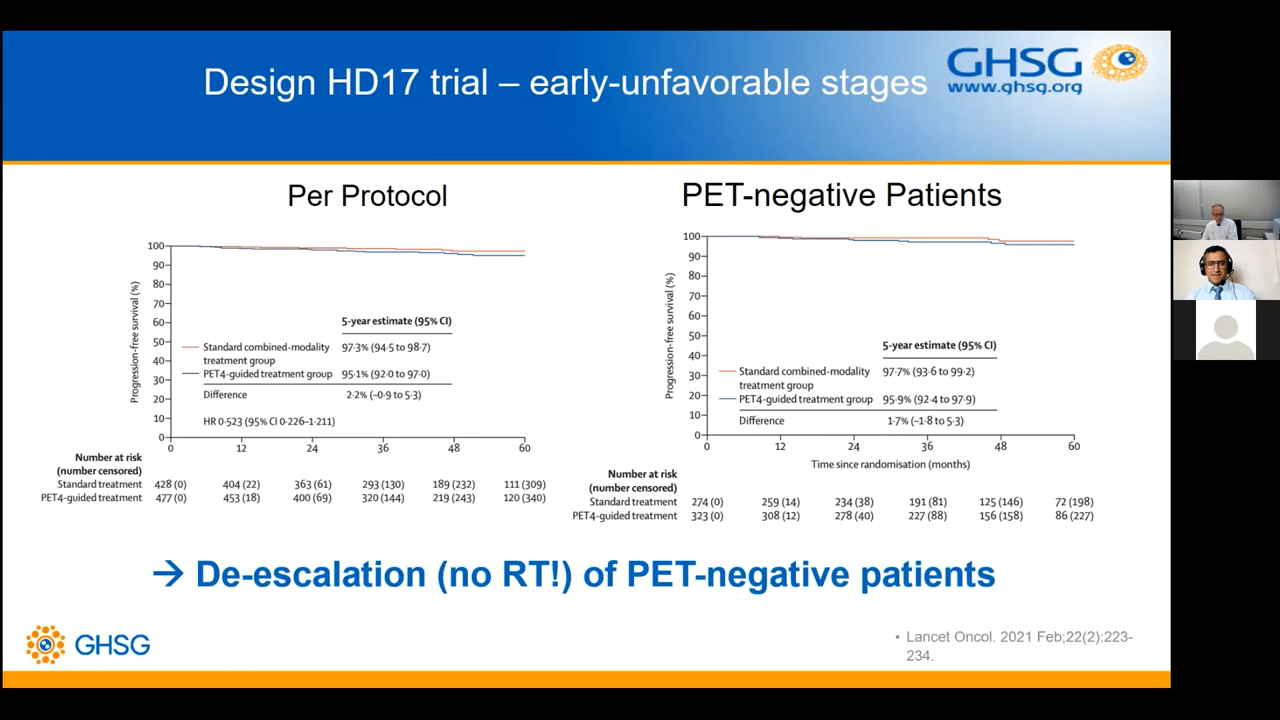 Design HD17 trial – early-unfavorable stages
GHSG
www.ghsg.org
Per Protocol
100
90
80
70
60
50
40
30
20
10
0
Progression-free survival (%)
5-year estimate (95% CI)
Standard combined-modality 97·3% (94·5 to 98·7)
treatment group
PET4-guided treatment group 95·1% (92·0 to 97·0)
Difference 2·2% (–0·9 to 5·3)
HR 0·523 (95% CI 0·226–1·211)
0 12 24 36 48 60
Number at risk
(number censored)
Standard treatment 428 (0) 404 (22) 363 (61) 293 (130) 189 (232) 111 (309)
PET4-guided treatment 477 (0) 453 (18) 400 (69) 320 (144) 219 (243) 120 (340)
PET-negative Patients
100
90
80
70
60
50
40
30
20
10
0
Progression-free survival (%)
5-year estimate (95% CI)
Standard combined-modality 97·7% (93·6 to 99·2)
treatment group
PET4-guided treatment group 95·9% (92·4 to 97·9)
Difference 1·7% (–1·8 to 5·3)
0 12 24 36 48 60
Time since randomisation (months)
Number at risk
(number censored)
Standard treatment 274 (0) 259 (14) 234 (38) 191 (81) 125 (146) 72 (198)
PET4-guided treatment 323 (0) 308 (12) 278 (40) 227 (88) 156 (158) 86 (227)
→ De-escalation (no RT!) of PET-negative patients
GHSG
• Lancet Oncol. 2021 Feb;22(2):223-
234.